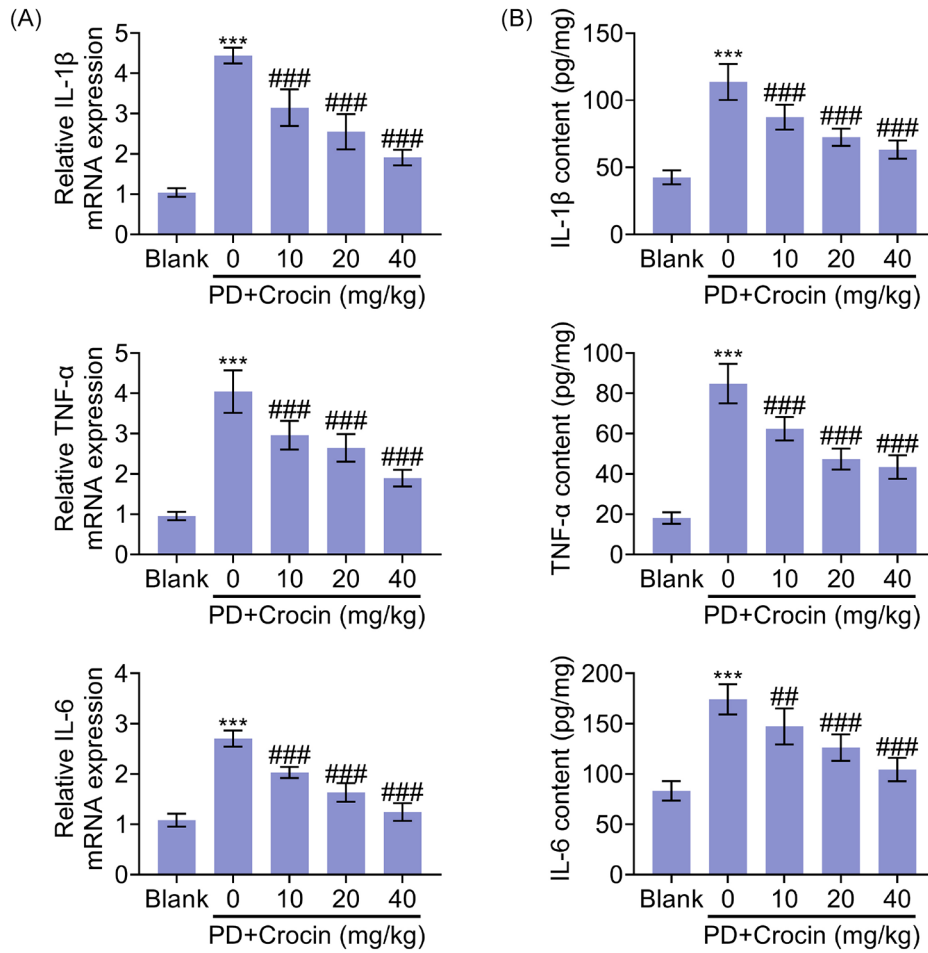 (A)
Relative IL-1β
mRNA expression
5
4
3
2
1
0
***
###
###
###
Blank 0 10 20 40
PD+Crocin (mg/kg)
(B)
IL-1β content (pg/mg)
150
100
50
0
***
###
###
###
Blank 0 10 20 40
PD+Crocin (mg/kg)
Relative TNF-α
mRNA expression
5
4
3
2
1
0
***
###
###
###
Blank 0 10 20 40
PD+Crocin (mg/kg)
TNF-α content (pg/mg)
100
80
60
40
20
0
***
###
###
###
Blank 0 10 20 40
PD+Crocin (mg/kg)
Relative IL-6
mRNA expression
4
3
2
1
0
***
###
###
###
Blank 0 10 20 40
PD+Crocin (mg/kg)
IL-6 content (pg/mg)
200
150
100
50
0
***
##
###
###
Blank 0 10 20 40
PD+Crocin (mg/kg)